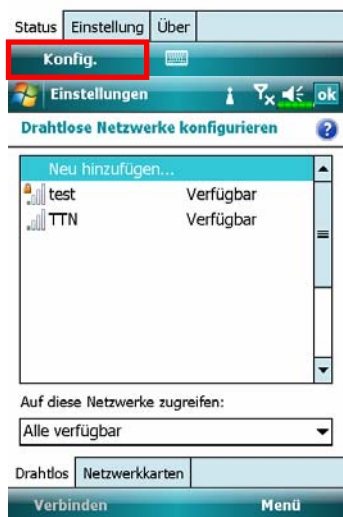 Status Einstellung Über
Konfig.
Einstellungen ok
Drahtlose Netzwerke konfigurieren ?
Neu hinzufügen...
test Verfügbar
TTN Verfügbar
Auf diese Netzwerke zugreifen:
Alle verfügbar
Drahtlos Netzwerkkarten
Verbinden Menü